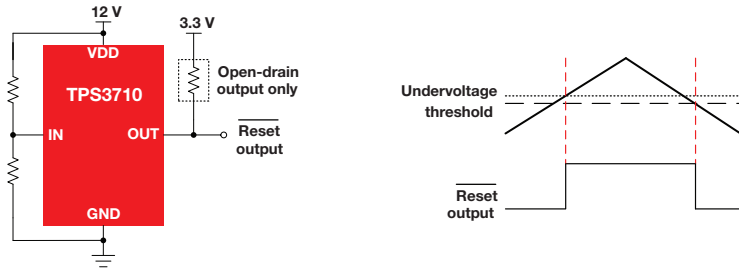 12 V
3.3 V
VDD
TPS3710
Open-drain
output only
IN
OUT
Reset
output
GND
Undervoltage
threshold
Reset
output